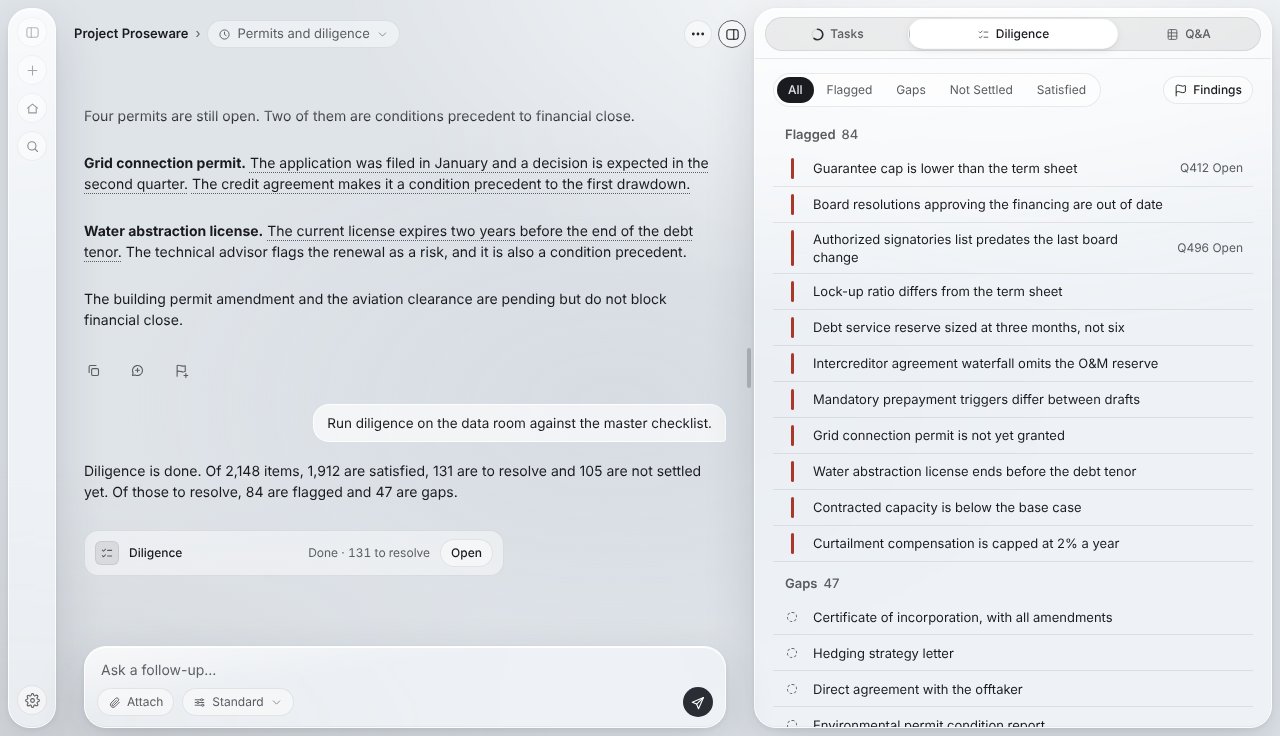 Project Proseware › Permits and diligence
Four permits are still open. Two of them are conditions precedent to financial close.
Grid connection permit. The application was filed in January and a decision is expected in the
second quarter. The credit agreement makes it a condition precedent to the first drawdown.
Water abstraction license. The current license expires two years before the end of the debt
tenor. The technical advisor flags the renewal as a risk, and it is also a condition precedent.
The building permit amendment and the aviation clearance are pending but do not block
financial close.
Run diligence on the data room against the master checklist.
Diligence is done. Of 2,148 items, 1,912 are satisfied, 131 are to resolve and 105 are not settled
yet. Of those to resolve, 84 are flagged and 47 are gaps.
Diligence Done · 131 to resolve Open
Ask a follow-up...
Attach Standard
Tasks Diligence Q&A
All Flagged Gaps Not Settled Satisfied Findings
Flagged 84
Guarantee cap is lower than the term sheet Q412 Open
Board resolutions approving the financing are out of date
Authorized signatories list predates the last board
change Q496 Open
Lock-up ratio differs from the term sheet
Debt service reserve sized at three months, not six
Intercreditor agreement waterfall omits the O&M reserve
Mandatory prepayment triggers differ between drafts
Grid connection permit is not yet granted
Water abstraction license ends before the debt tenor
Contracted capacity is below the base case
Curtailment compensation is capped at 2% a year
Gaps 47
Certificate of incorporation, with all amendments
Hedging strategy letter
Direct agreement with the offtaker
Environmental permit condition report